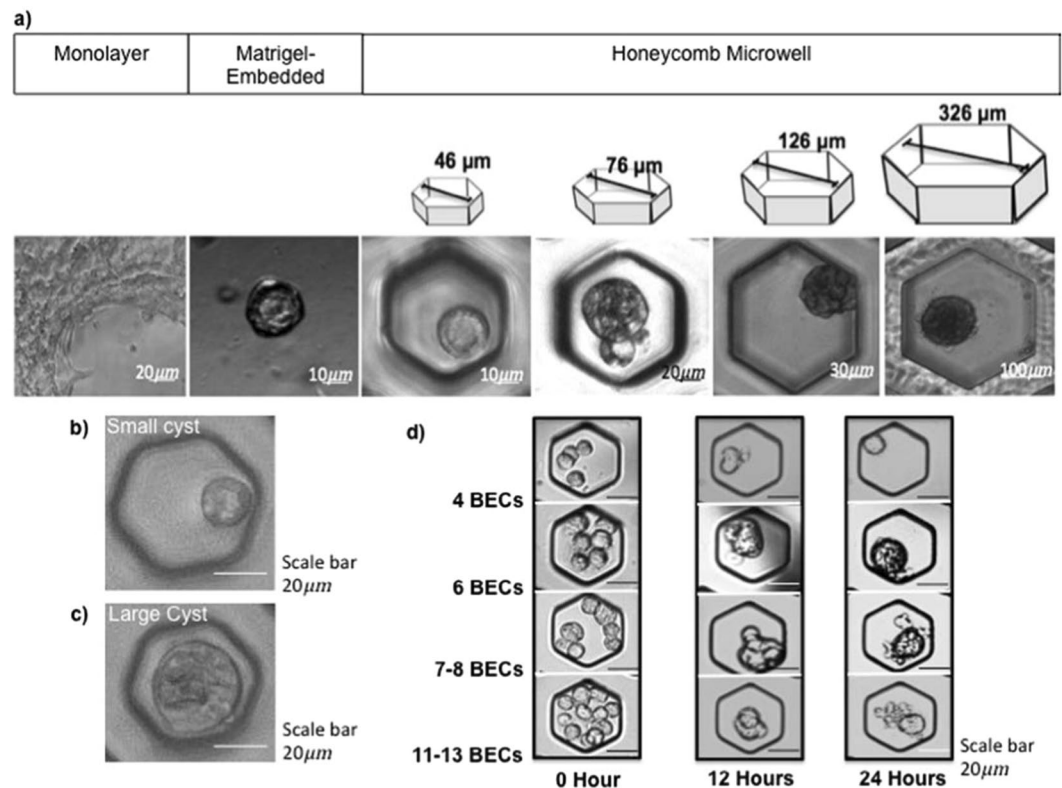 a)
Monolayer
Matrigel-
Embedded
Honeycomb Microwell
46 µm
76 µm
126 µm
326 µm
20µm
10µm
10µm
20µm
30µm
100µm
b)
Small cyst
Scale bar
20µm
c)
Large Cyst
Scale bar
20µm
d)
4 BECs
6 BECs
7-8 BECs
11-13 BECs
0 Hour
12 Hours
24 Hours
Scale bar
20µm